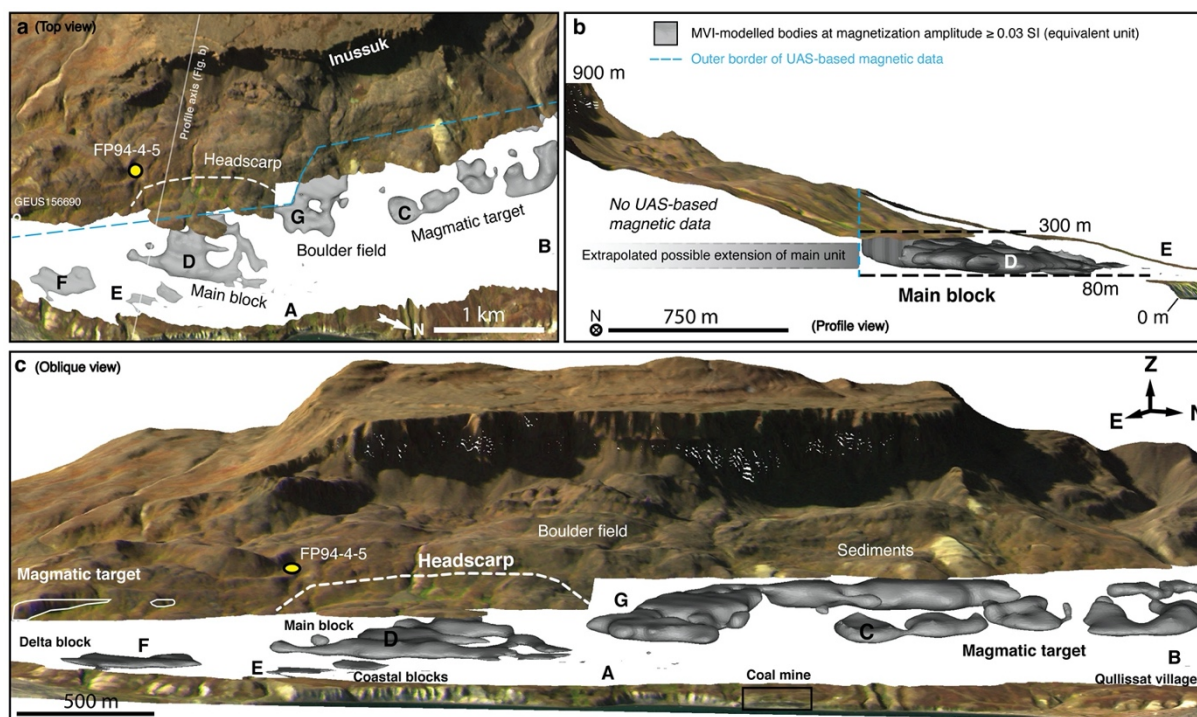 a (Top view)
Inussuk
Profile axis (Fig. b)
FP94-4-5
Headscarp
GEUS156690
G
C
Magmatic target
Boulder field
B
D
F
E
Main block
A
N
1 km
b
MVI-modelled bodies at magnetization amplitude ≥ 0.03 SI (equivalent unit)
Outer border of UAS-based magnetic data
900 m
No UAS-based
magnetic data
300 m
E
Extrapolated possible extension of main unit
D
Main block
80m
N
750 m
(Profile view)
0 m
c (Oblique view)
Z
E
N
Boulder field
FP94-4-5
Headscarp
Sediments
Magmatic target
G
Main block
D
C
Delta block
F
Magmatic target
E
Coastal blocks
A
Coal mine
B
Qullissat village
500 m